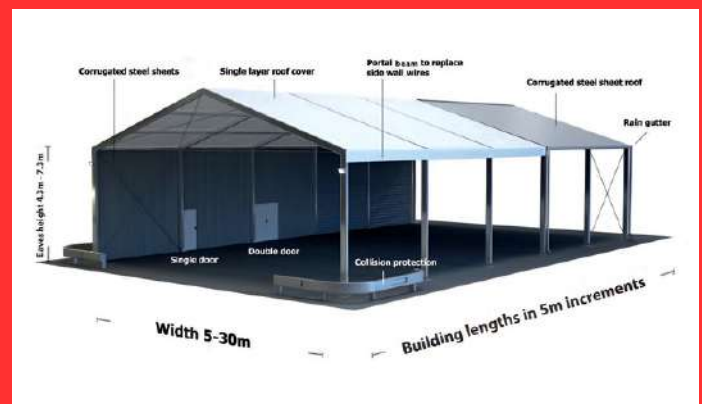 Portal beam to replace
side wall wires
Corrugated steel sheets
Single layer roof cover
Corrugated steel sheet roof
Rain gutter
Eaves height 4.3m - 7.3m
Single door
Double door
Collision protection
Width 5-30m
Building lengths in 5m increments